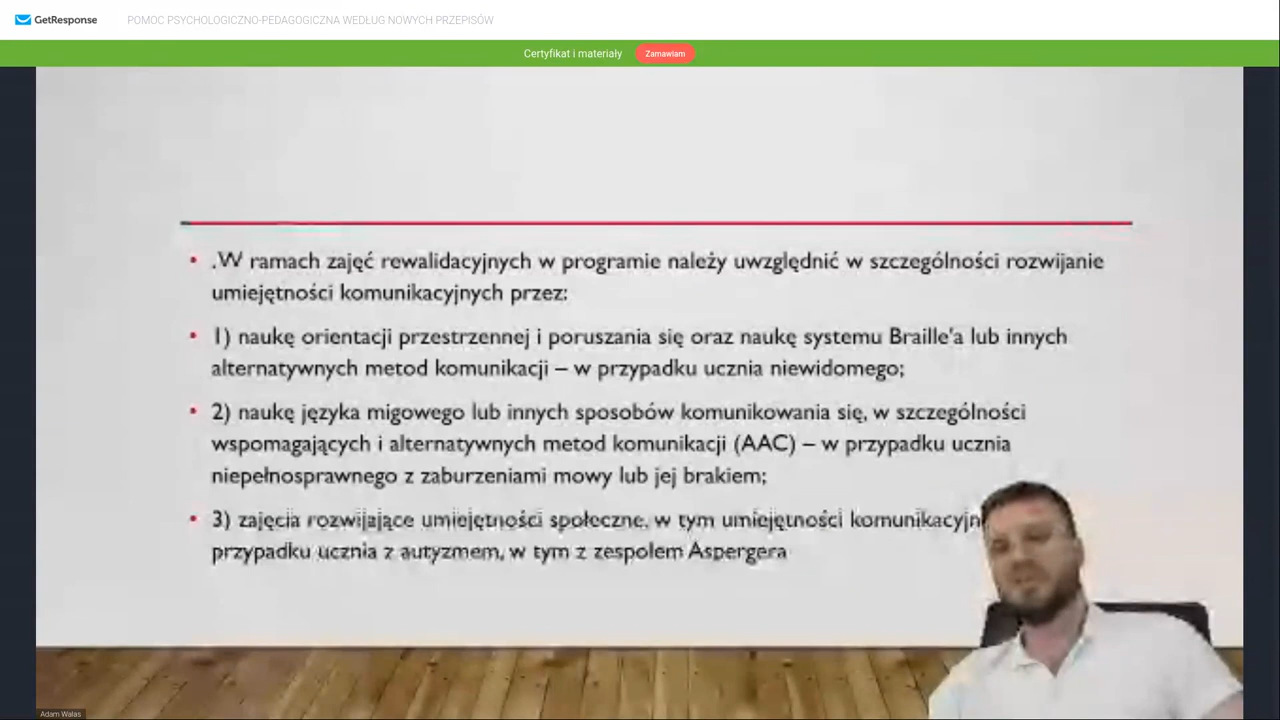 GetResponse
POMOC PSYCHOLOGICZNO-PEDAGOGICZNA WEDŁUG NOWYCH PRZEPISÓW
Certyfikat i materiały
Zamawiam
• .W ramach zajęć rewalidacyjnych w programie należy uwzględnić w szczególności rozwijanie
umiejętności komunikacyjnych przez:
• 1) naukę orientacji przestrzennej i poruszania się oraz naukę systemu Braille'a lub innych
alternatywnych metod komunikacji – w przypadku ucznia niewidomego;
• 2) naukę języka migowego lub innych sposobów komunikowania się, w szczególności
wspomagających i alternatywnych metod komunikacji (AAC) – w przypadku ucznia
niepełnosprawnego z zaburzeniami mowy lub jej brakiem;
• 3) zajęcia rozwijające umiejętności społeczne, w tym umiejętności komunikacyjn
przypadku ucznia z autyzmem, w tym z zespołem Aspergera
Adam Walas